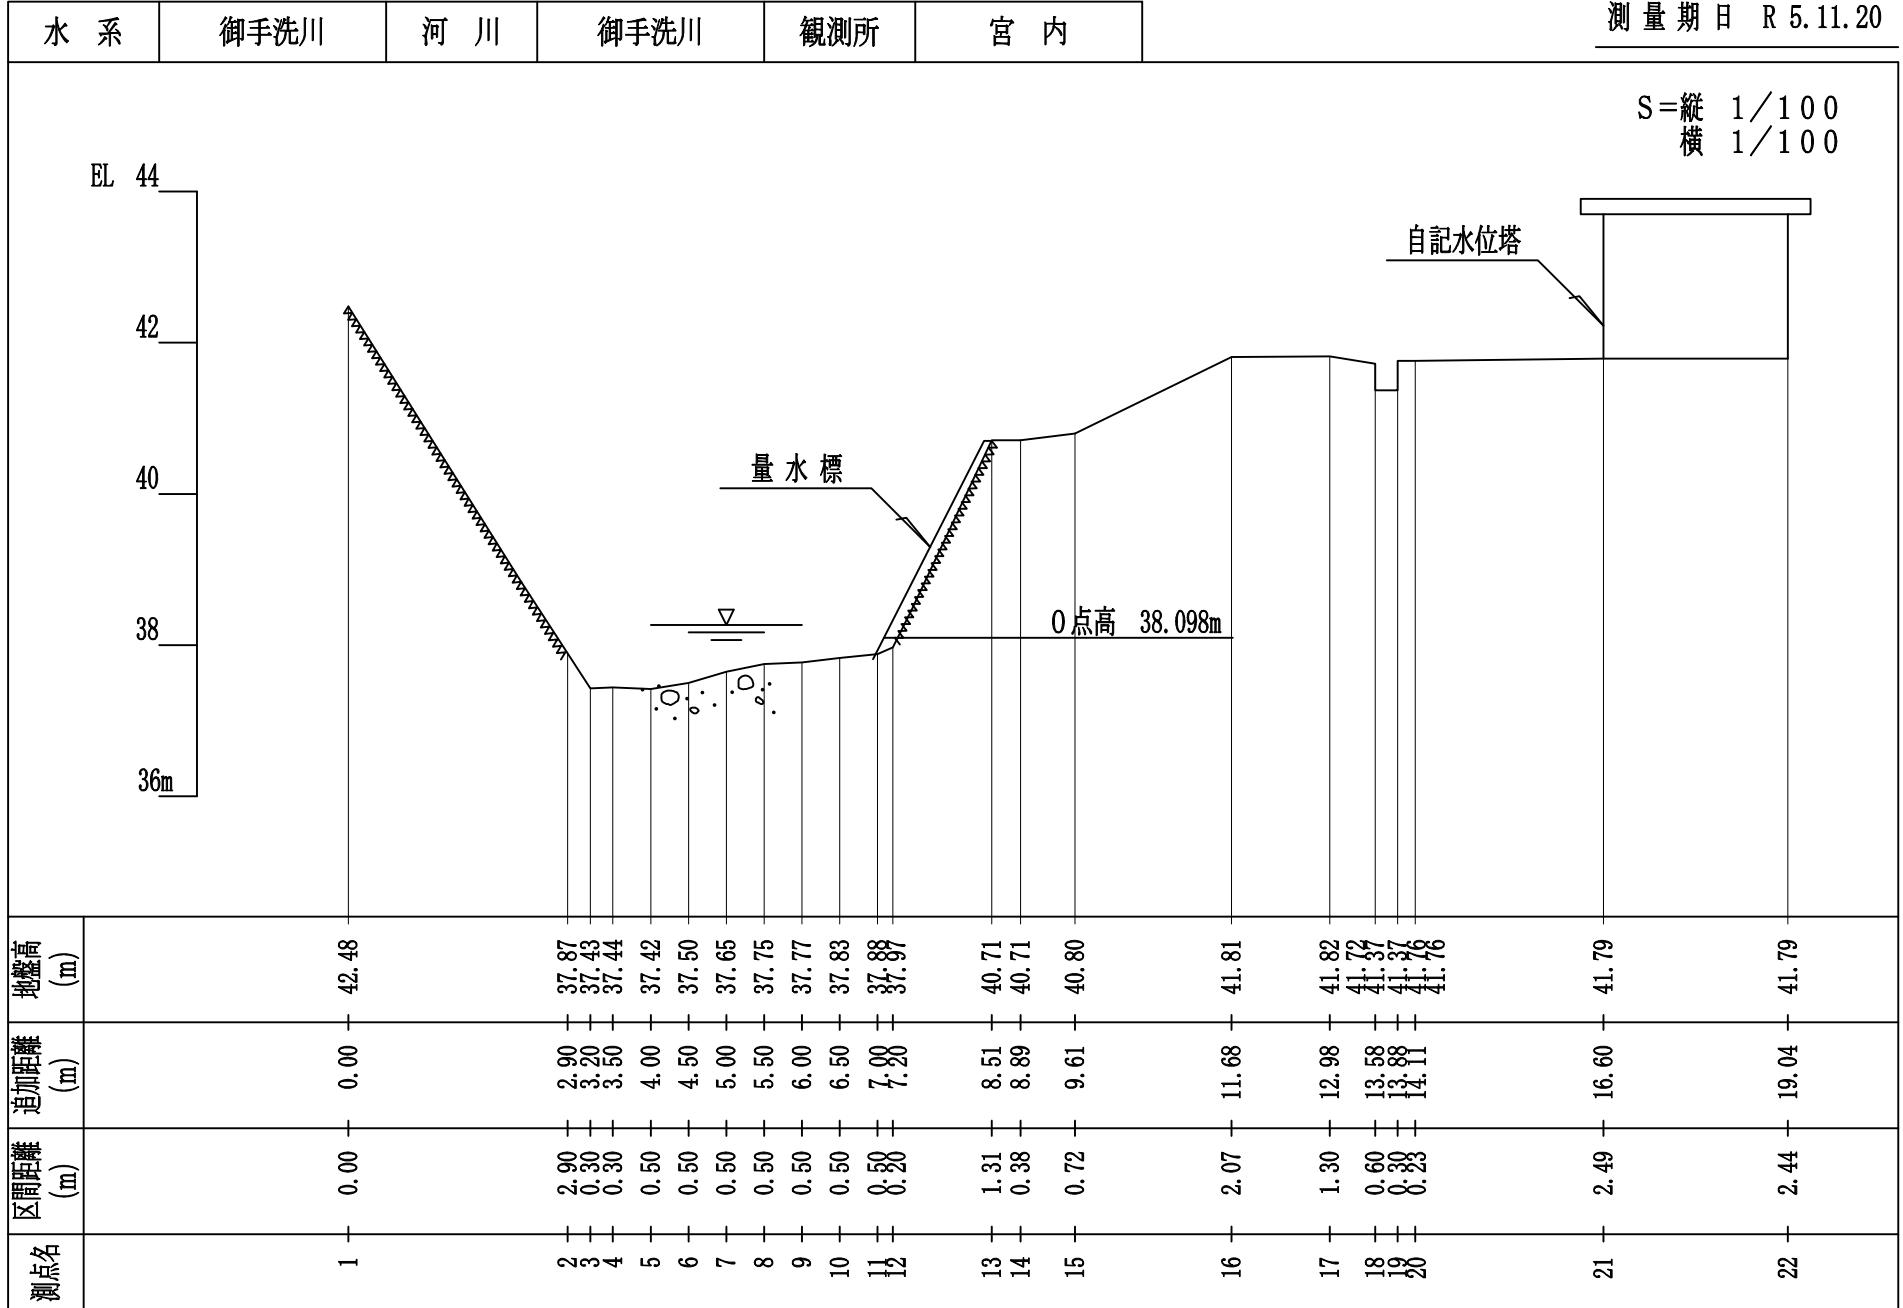 水 系 御手洗川 河 川 御手洗川 観測所 宮 内
測 量 期 日 R 5.11.20
S=縦 1/100
横 1/100
EL 44
42
40
38
36m
自記水位塔
量 水 標
0点高 38.098m
地盤高(m) 42.48 37.87 37.43 37.44 37.42 37.50 37.65 37.75 37.77 37.83 37.88 37.97 40.71 40.71 40.80 41.81 41.82 41.72 41.37 41.37 41.76 41.76 41.79 41.79
追加距離(m) 0.00 2.90 3.20 3.50 4.00 4.50 5.00 5.50 6.00 6.50 7.00 7.20 8.51 8.89 9.61 11.68 12.98 13.58 13.88 14.11 16.60 19.04
区間距離(m) 0.00 2.90 0.30 0.30 0.50 0.50 0.50 0.50 0.50 0.50 0.50 0.20 1.31 0.38 0.72 2.07 1.30 0.60 0.30 0.23 2.49 2.44
測点名 1 2 3 4 5 6 7 8 9 10 11 12 13 14 15 16 17 18 19 20 21 22